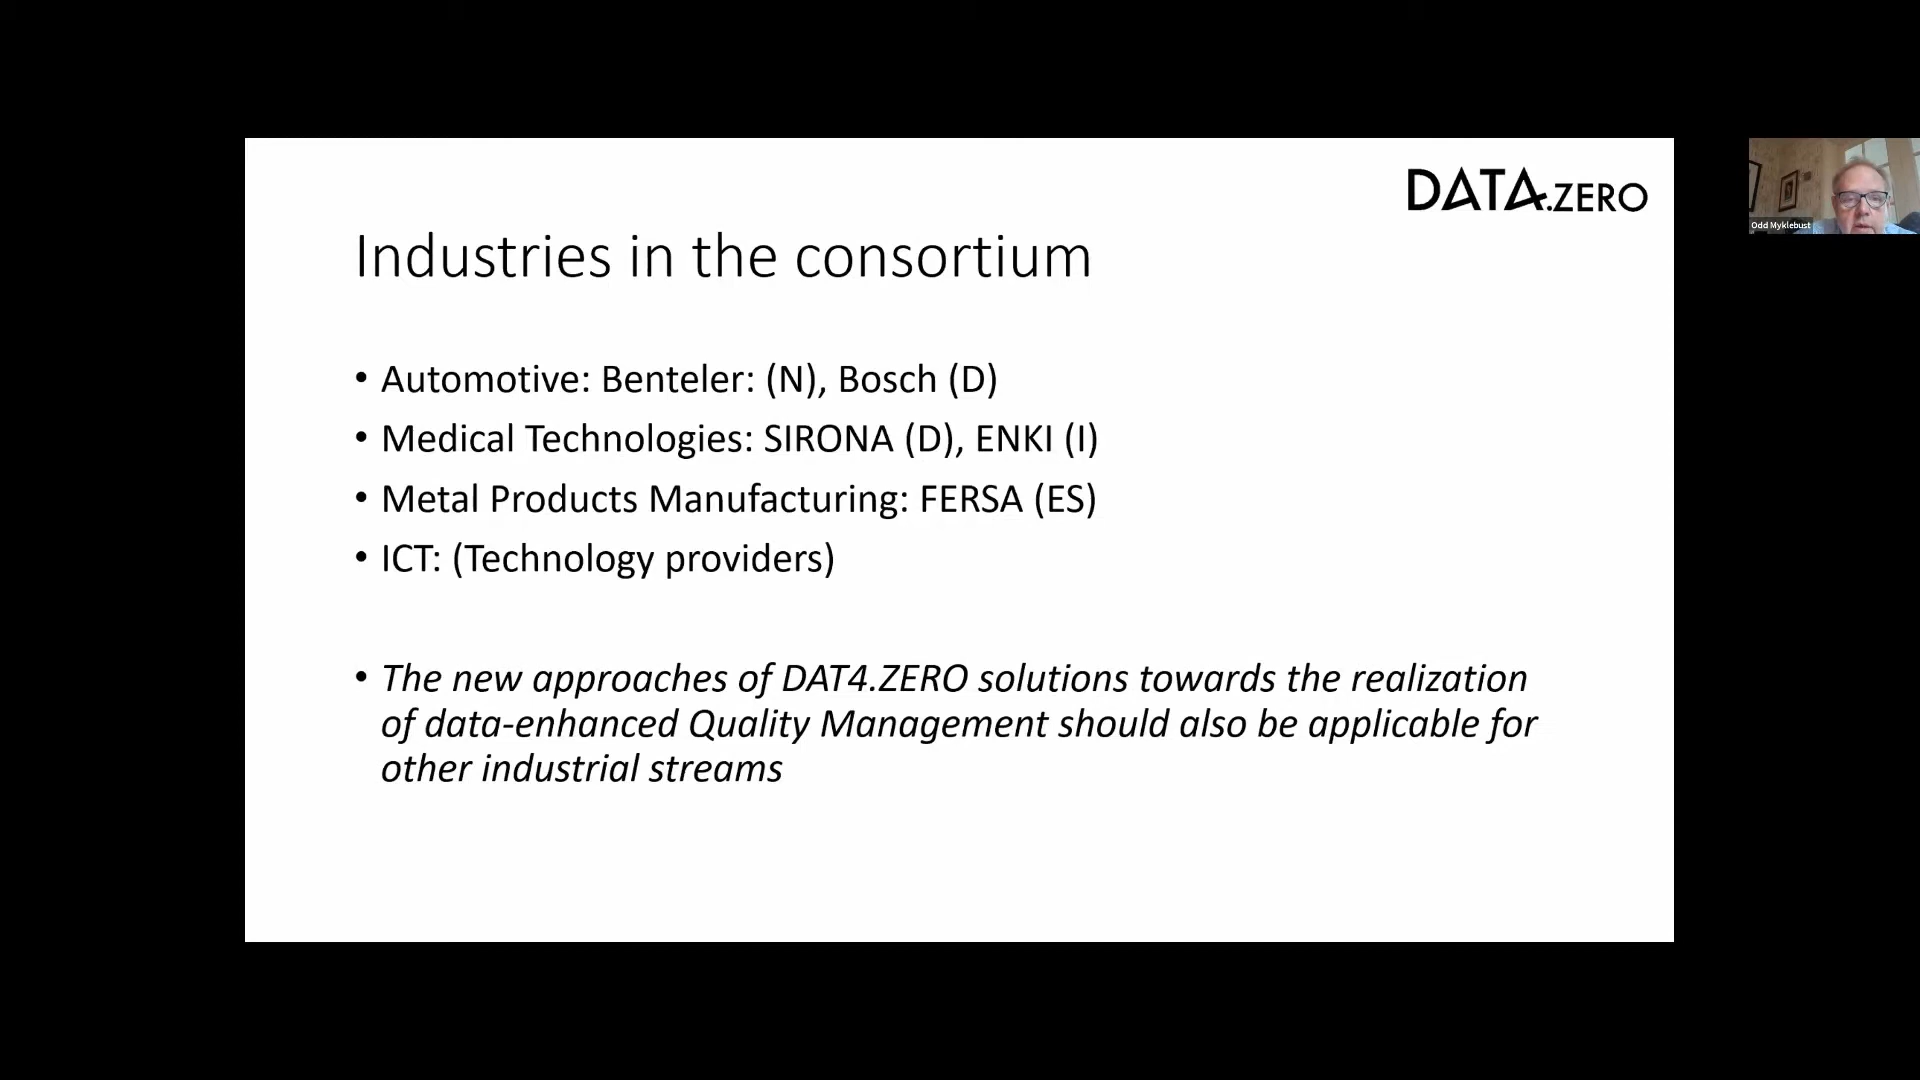 DAT4.ZERO
Odd Myklebust
Industries in the consortium
• Automotive: Benteler: (N), Bosch (D)
• Medical Technologies: SIRONA (D), ENKI (I)
• Metal Products Manufacturing: FERSA (ES)
• ICT: (Technology providers)
• The new approaches of DAT4.ZERO solutions towards the realization
of data-enhanced Quality Management should also be applicable for
other industrial streams